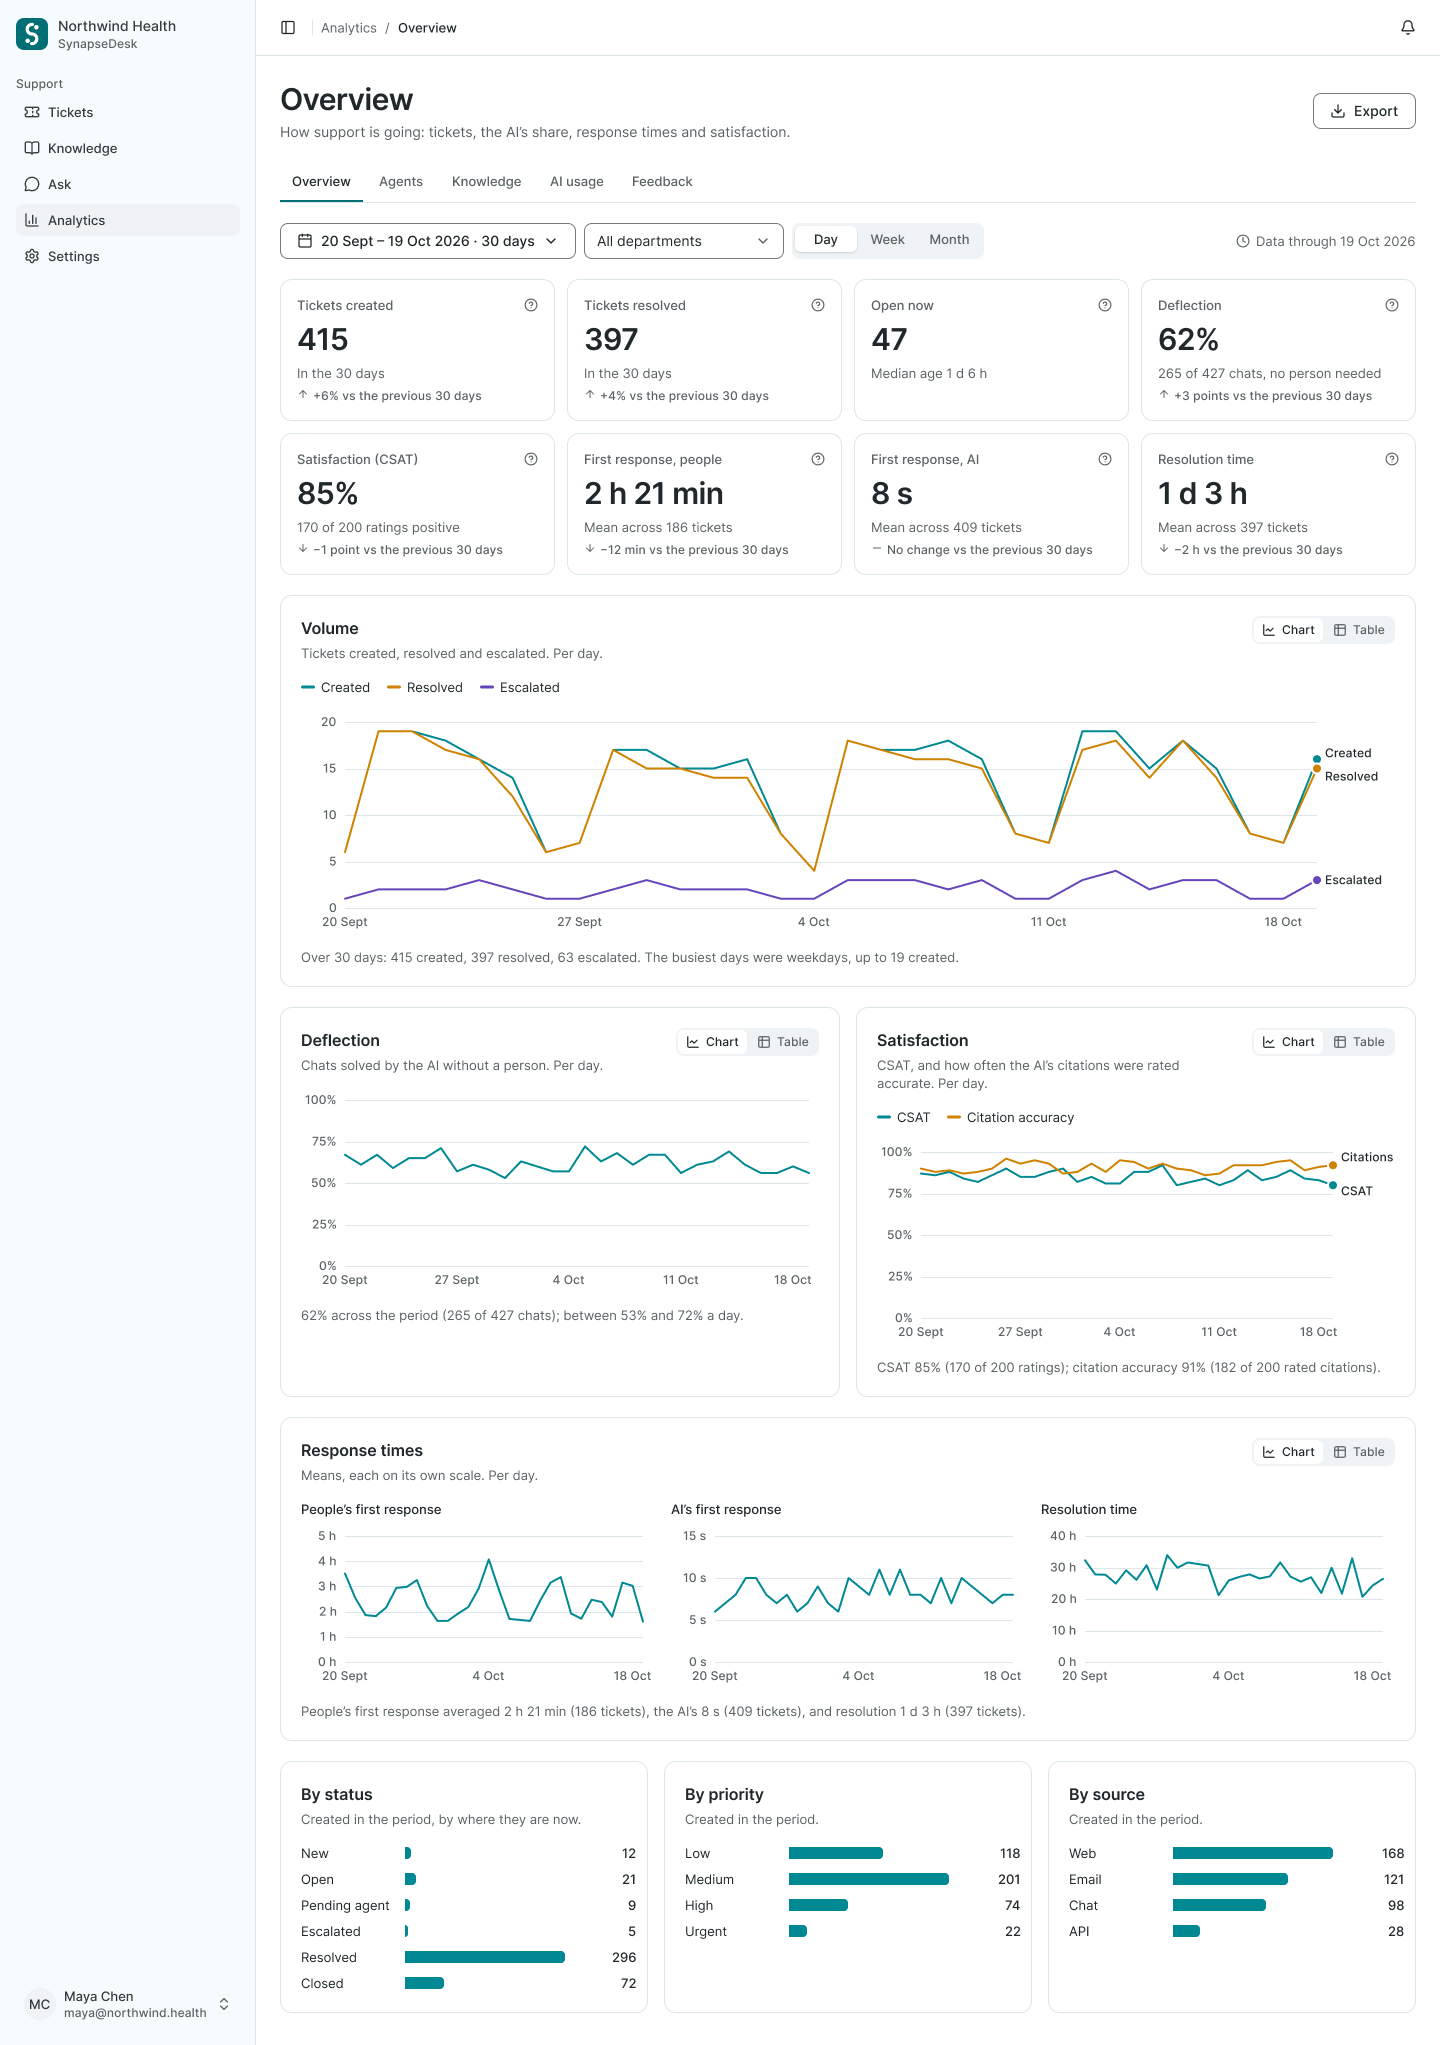 Northwind Health
SynapseDesk
Support
Tickets
Knowledge
Ask
Analytics
Settings
Analytics / Overview
Overview
How support is going: tickets, the AI's share, response times and satisfaction.
Export
Overview Agents Knowledge AI usage Feedback
20 Sept – 19 Oct 2026 · 30 days
All departments
Day Week Month
Data through 19 Oct 2026
Tickets created
415
In the 30 days
↑ +6% vs the previous 30 days
Tickets resolved
397
In the 30 days
↑ +4% vs the previous 30 days
Open now
47
Median age 1 d 6 h
Deflection
62%
265 of 427 chats, no person needed
↑ +3 points vs the previous 30 days
Satisfaction (CSAT)
85%
170 of 200 ratings positive
↓ −1 point vs the previous 30 days
First response, people
2 h 21 min
Mean across 186 tickets
↓ −12 min vs the previous 30 days
First response, AI
8 s
Mean across 409 tickets
– No change vs the previous 30 days
Resolution time
1 d 3 h
Mean across 397 tickets
↓ −2 h vs the previous 30 days
Volume
Chart Table
Tickets created, resolved and escalated. Per day.
Created Resolved Escalated
20
15
10
5
0
20 Sept 27 Sept 4 Oct 11 Oct 18 Oct
Created
Resolved
Escalated
Over 30 days: 415 created, 397 resolved, 63 escalated. The busiest days were weekdays, up to 19 created.
Deflection
Chart Table
Chats solved by the AI without a person. Per day.
100%
75%
50%
25%
0%
20 Sept 27 Sept 4 Oct 11 Oct 18 Oct
62% across the period (265 of 427 chats); between 53% and 72% a day.
Satisfaction
Chart Table
CSAT, and how often the AI's citations were rated
accurate. Per day.
CSAT Citation accuracy
100%
75%
50%
25%
0%
20 Sept 27 Sept 4 Oct 11 Oct 18 Oct
Citations
CSAT
CSAT 85% (170 of 200 ratings); citation accuracy 91% (182 of 200 rated citations).
Response times
Chart Table
Means, each on its own scale. Per day.
People's first response
5 h
4 h
3 h
2 h
1 h
0 h
20 Sept 4 Oct 18 Oct
AI's first response
15 s
10 s
5 s
0 s
20 Sept 4 Oct 18 Oct
Resolution time
40 h
30 h
20 h
10 h
0 h
20 Sept 4 Oct 18 Oct
People's first response averaged 2 h 21 min (186 tickets), the AI's 8 s (409 tickets), and resolution 1 d 3 h (397 tickets).
By status
Created in the period, by where they are now.
New 12
Open 21
Pending agent 9
Escalated 5
Resolved 296
Closed 72
By priority
Created in the period.
Low 118
Medium 201
High 74
Urgent 22
By source
Created in the period.
Web 168
Email 121
Chat 98
API 28
MC
Maya Chen
maya@northwind.health